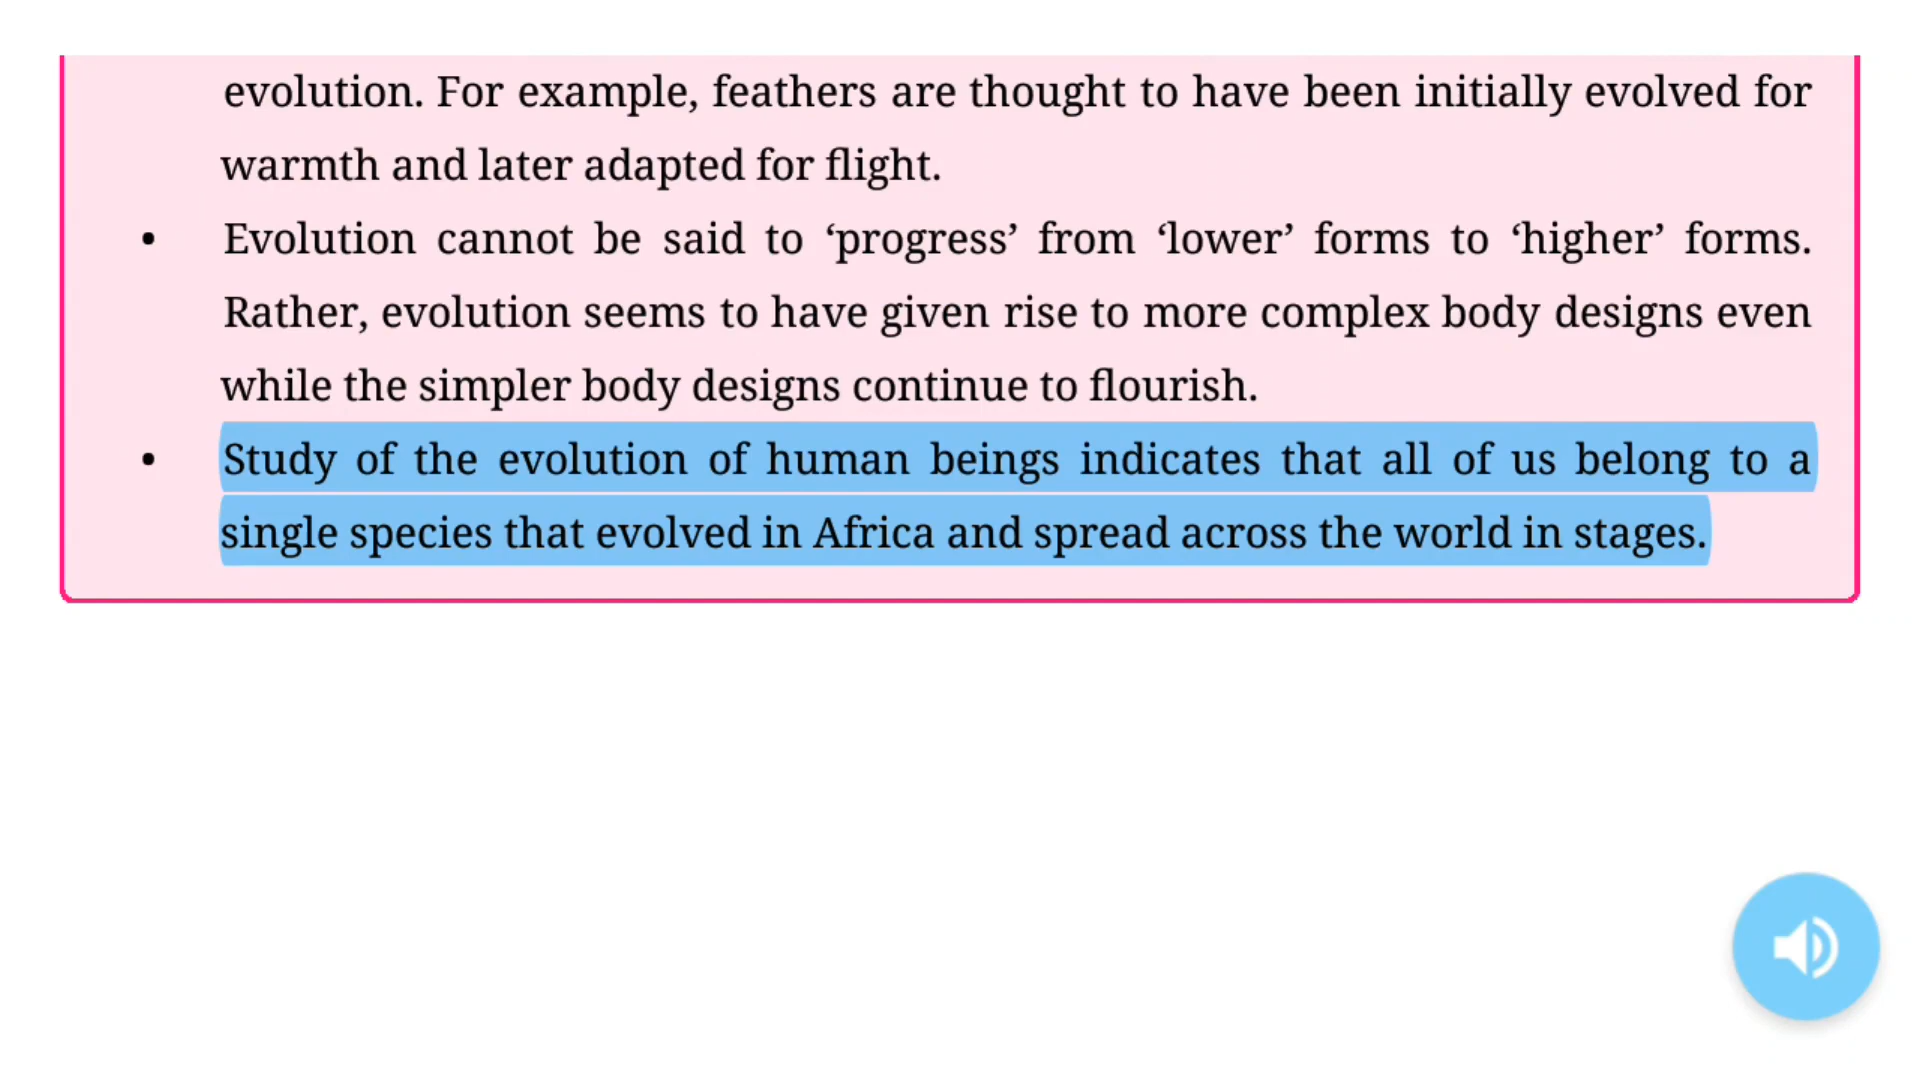 evolution. For example, feathers are thought to have been initially evolved for
warmth and later adapted for flight.
• Evolution cannot be said to ‘progress’ from ‘lower’ forms to ‘higher’ forms.
Rather, evolution seems to have given rise to more complex body designs even
while the simpler body designs continue to flourish.
• Study of the evolution of human beings indicates that all of us belong to a
single species that evolved in Africa and spread across the world in stages.